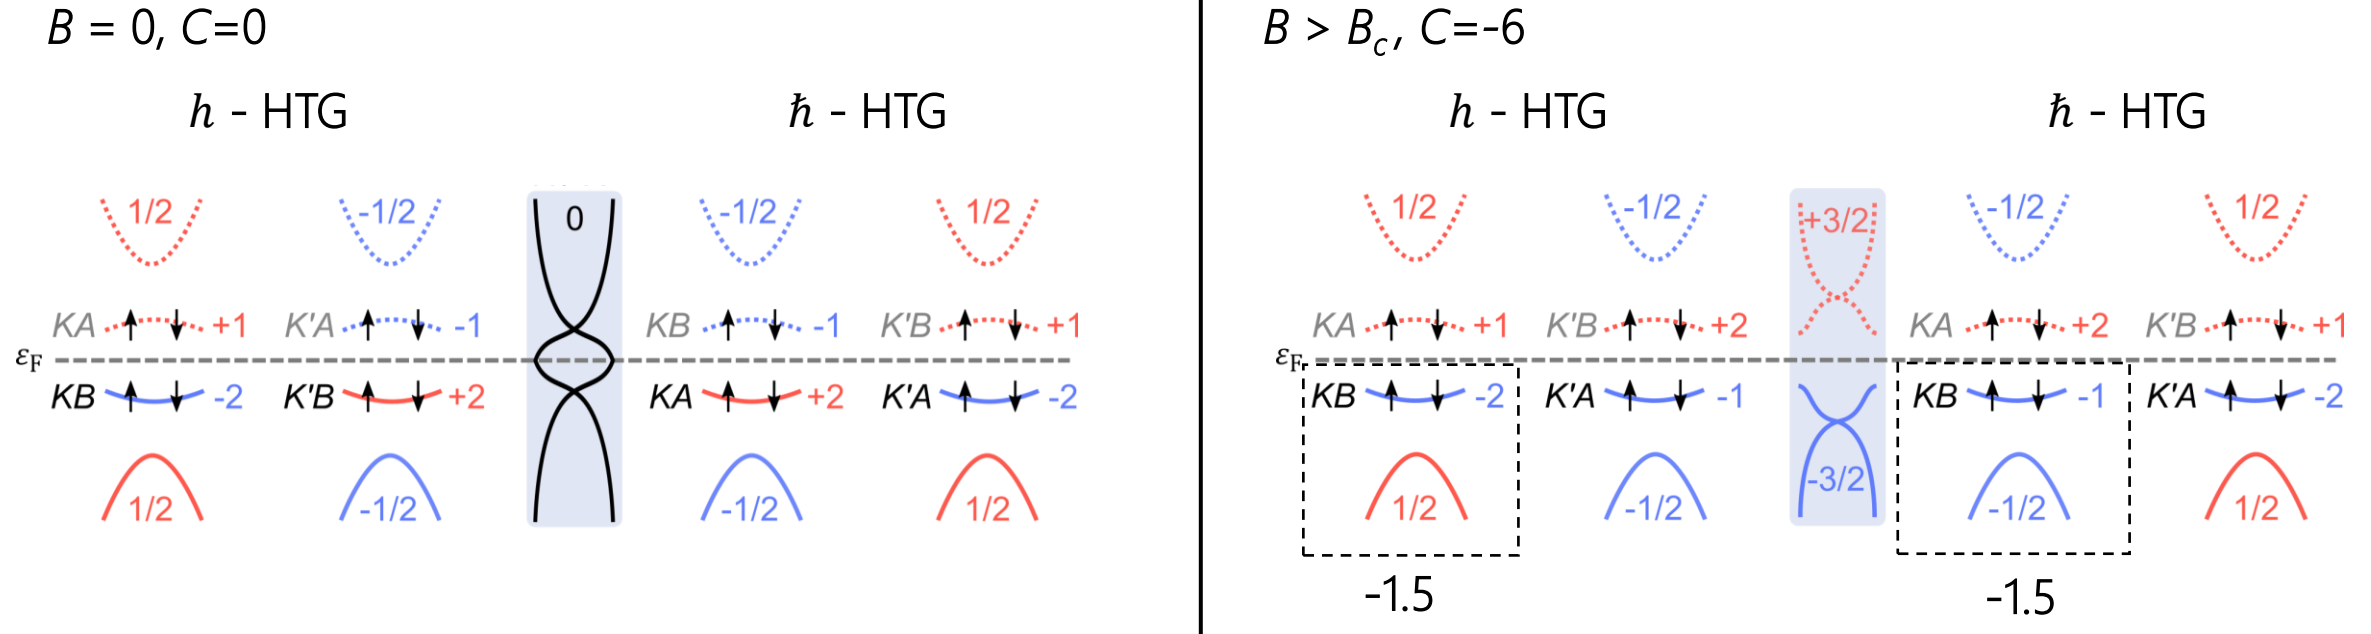 B = 0, C=0
h - HTG
ħ - HTG
1/2
-1/2
0
-1/2
1/2
KA +1
K'A -1
KB -1
K'B +1
εF
KB -2
K'B +2
KA +2
K'A -2
1/2
-1/2
-1/2
1/2
B > Bc, C=-6
h - HTG
ħ - HTG
1/2
-1/2
+3/2
-1/2
1/2
KA +1
K'B +2
KA +2
K'B +1
εF
KB -2
K'A -1
KB -1
K'A -2
1/2
-1/2
-3/2
-1/2
1/2
-1.5
-1.5